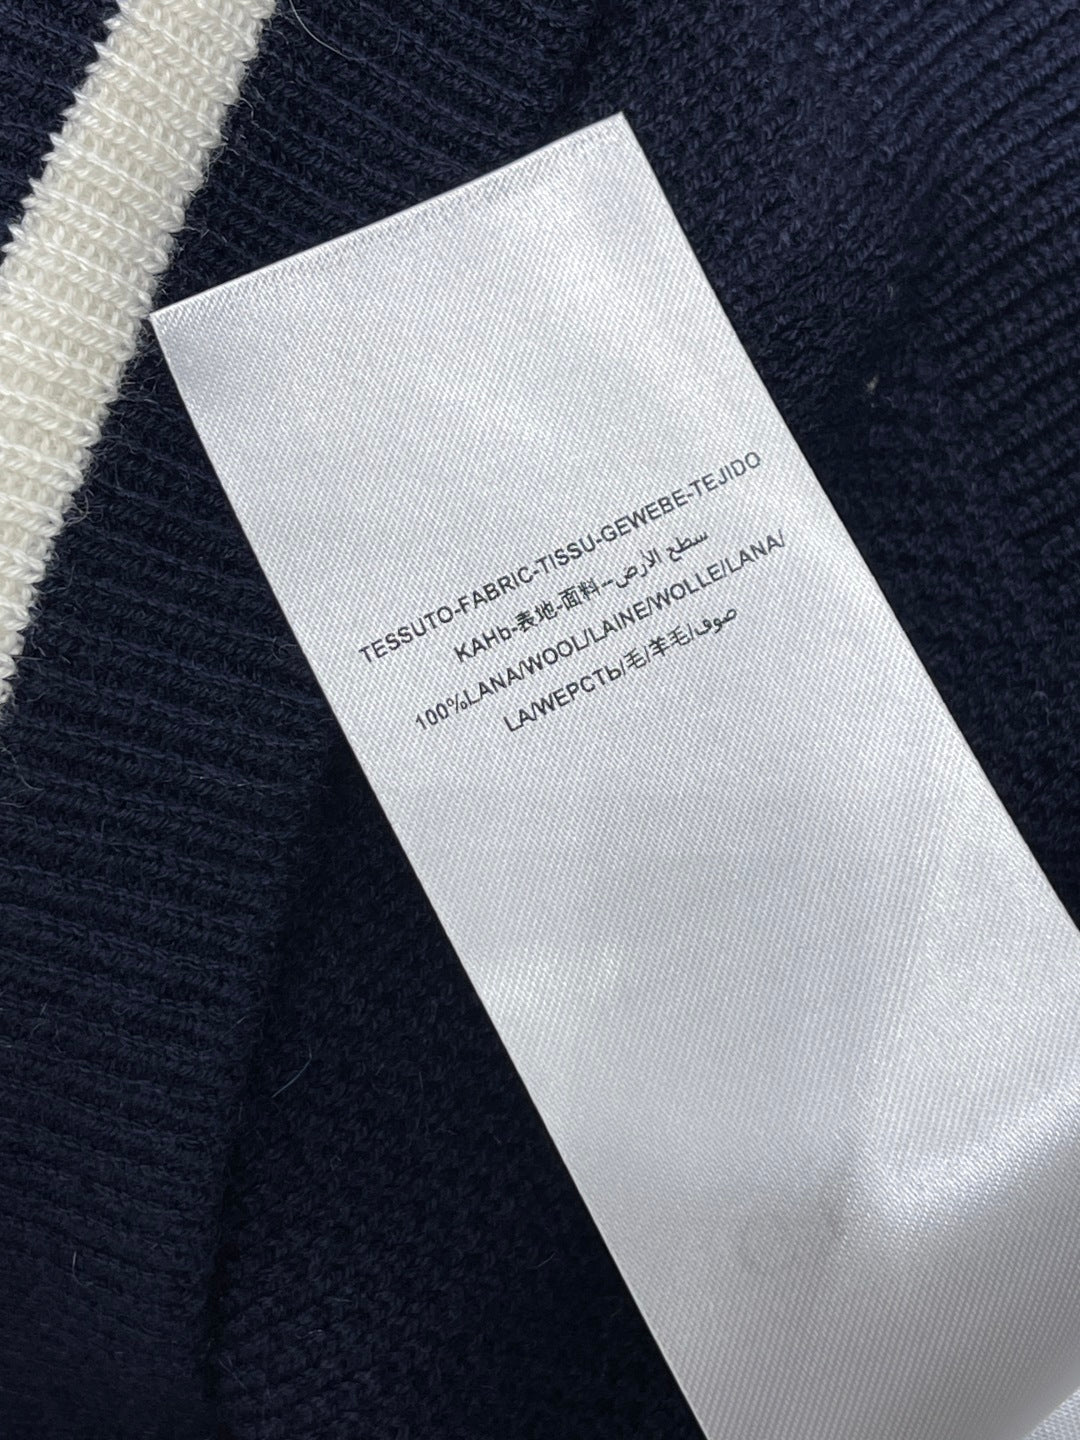 TESSUTO-FABRIC-TISSU-GEWEBE-TEJIDO
KAHb-表地-面料--سطح الأرض
100%LANA/WOOL/LAINE/WOLLE/LANA/
LA/WEPCTb/毛/羊毛/صوف